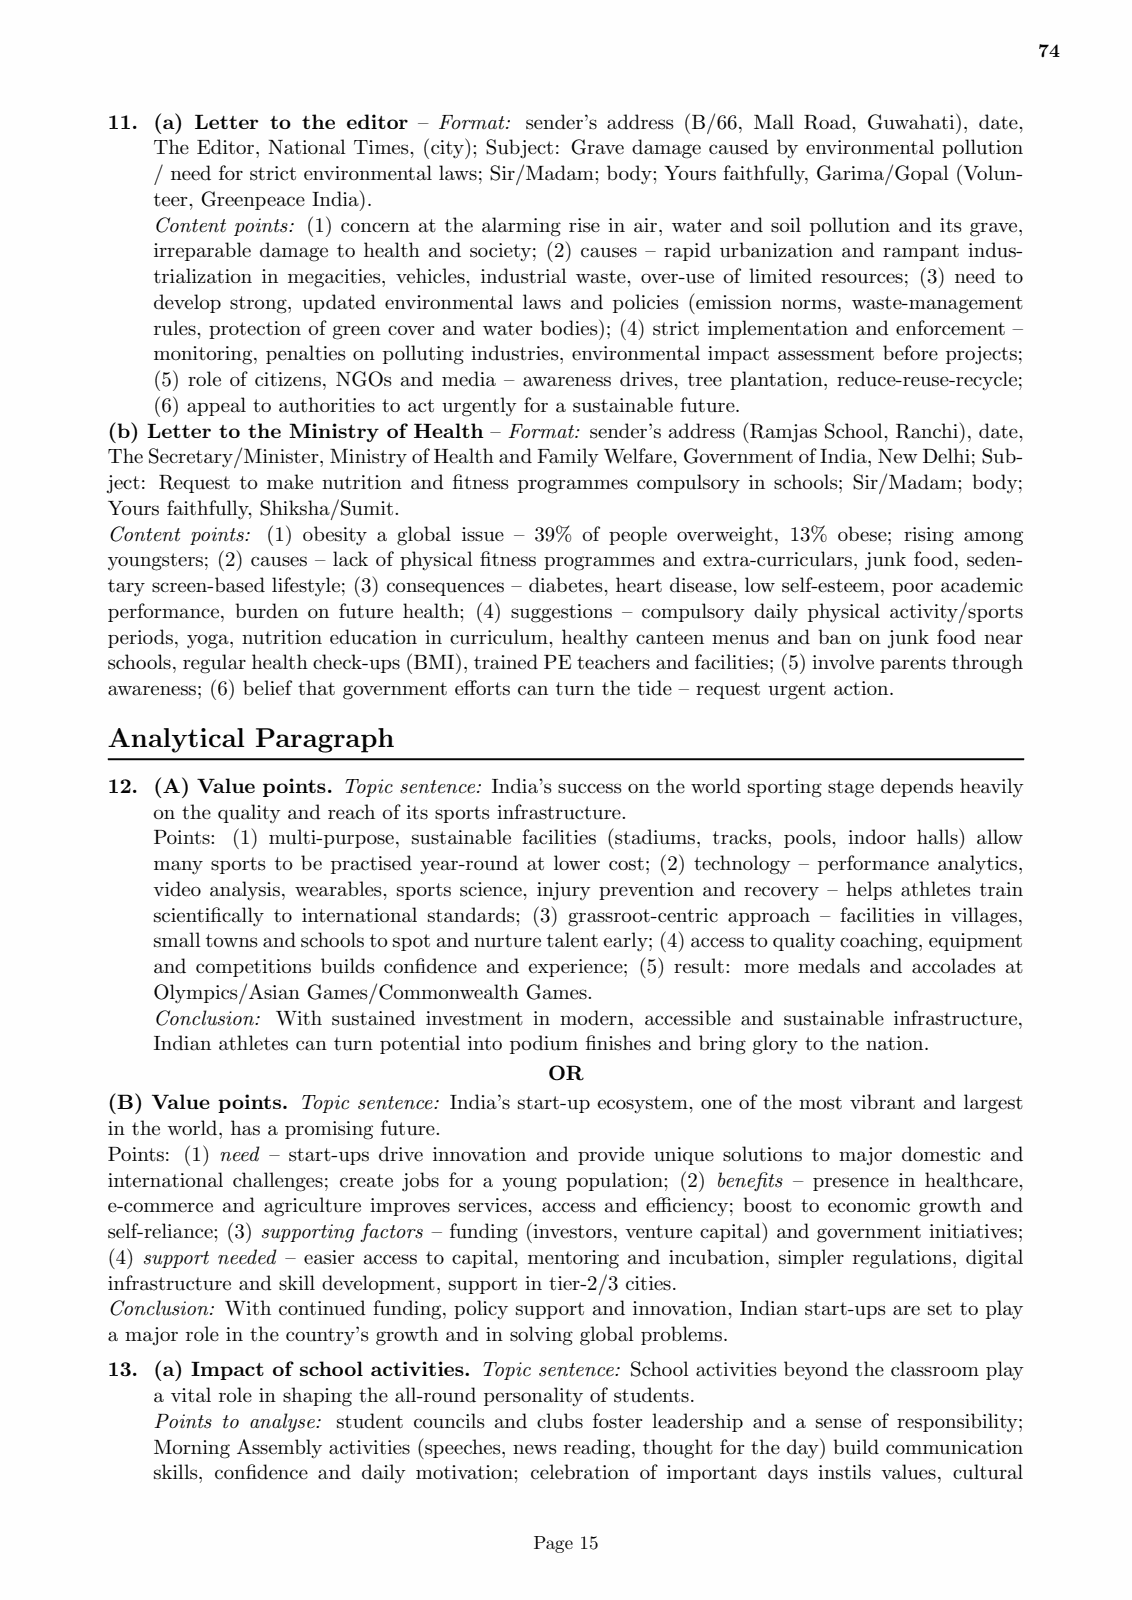 74
11. (a) Letter to the editor – Format: sender's address (B/66, Mall Road, Guwahati), date,
The Editor, National Times, (city); Subject: Grave damage caused by environmental pollution
/ need for strict environmental laws; Sir/Madam; body; Yours faithfully, Garima/Gopal (Volun-
teer, Greenpeace India).
Content points: (1) concern at the alarming rise in air, water and soil pollution and its grave,
irreparable damage to health and society; (2) causes – rapid urbanization and rampant indus-
trialization in megacities, vehicles, industrial waste, over-use of limited resources; (3) need to
develop strong, updated environmental laws and policies (emission norms, waste-management
rules, protection of green cover and water bodies); (4) strict implementation and enforcement –
monitoring, penalties on polluting industries, environmental impact assessment before projects;
(5) role of citizens, NGOs and media – awareness drives, tree plantation, reduce-reuse-recycle;
(6) appeal to authorities to act urgently for a sustainable future.
(b) Letter to the Ministry of Health – Format: sender's address (Ramjas School, Ranchi), date,
The Secretary/Minister, Ministry of Health and Family Welfare, Government of India, New Delhi; Sub-
ject: Request to make nutrition and fitness programmes compulsory in schools; Sir/Madam; body;
Yours faithfully, Shiksha/Sumit.
Content points: (1) obesity a global issue – 39% of people overweight, 13% obese; rising among
youngsters; (2) causes – lack of physical fitness programmes and extra-curriculars, junk food, seden-
tary screen-based lifestyle; (3) consequences – diabetes, heart disease, low self-esteem, poor academic
performance, burden on future health; (4) suggestions – compulsory daily physical activity/sports
periods, yoga, nutrition education in curriculum, healthy canteen menus and ban on junk food near
schools, regular health check-ups (BMI), trained PE teachers and facilities; (5) involve parents through
awareness; (6) belief that government efforts can turn the tide – request urgent action.
Analytical Paragraph
12. (A) Value points. Topic sentence: India's success on the world sporting stage depends heavily
on the quality and reach of its sports infrastructure.
Points: (1) multi-purpose, sustainable facilities (stadiums, tracks, pools, indoor halls) allow
many sports to be practised year-round at lower cost; (2) technology – performance analytics,
video analysis, wearables, sports science, injury prevention and recovery – helps athletes train
scientifically to international standards; (3) grassroot-centric approach – facilities in villages,
small towns and schools to spot and nurture talent early; (4) access to quality coaching, equipment
and competitions builds confidence and experience; (5) result: more medals and accolades at
Olympics/Asian Games/Commonwealth Games.
Conclusion: With sustained investment in modern, accessible and sustainable infrastructure,
Indian athletes can turn potential into podium finishes and bring glory to the nation.
OR
(B) Value points. Topic sentence: India's start-up ecosystem, one of the most vibrant and largest
in the world, has a promising future.
Points: (1) need – start-ups drive innovation and provide unique solutions to major domestic and
international challenges; create jobs for a young population; (2) benefits – presence in healthcare,
e-commerce and agriculture improves services, access and efficiency; boost to economic growth and
self-reliance; (3) supporting factors – funding (investors, venture capital) and government initiatives;
(4) support needed – easier access to capital, mentoring and incubation, simpler regulations, digital
infrastructure and skill development, support in tier-2/3 cities.
Conclusion: With continued funding, policy support and innovation, Indian start-ups are set to play
a major role in the country's growth and in solving global problems.
13. (a) Impact of school activities. Topic sentence: School activities beyond the classroom play
a vital role in shaping the all-round personality of students.
Points to analyse: student councils and clubs foster leadership and a sense of responsibility;
Morning Assembly activities (speeches, news reading, thought for the day) build communication
skills, confidence and daily motivation; celebration of important days instils values, cultural
Page 15